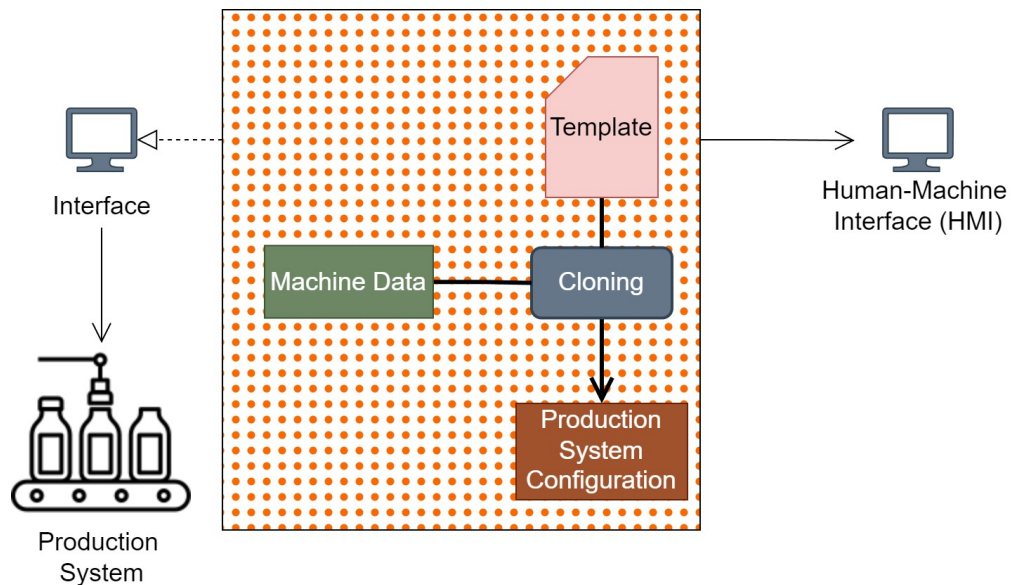 Template
Interface
Human-Machine
Interface (HMI)
Machine Data
Cloning
Production
System
Configuration
Production
System